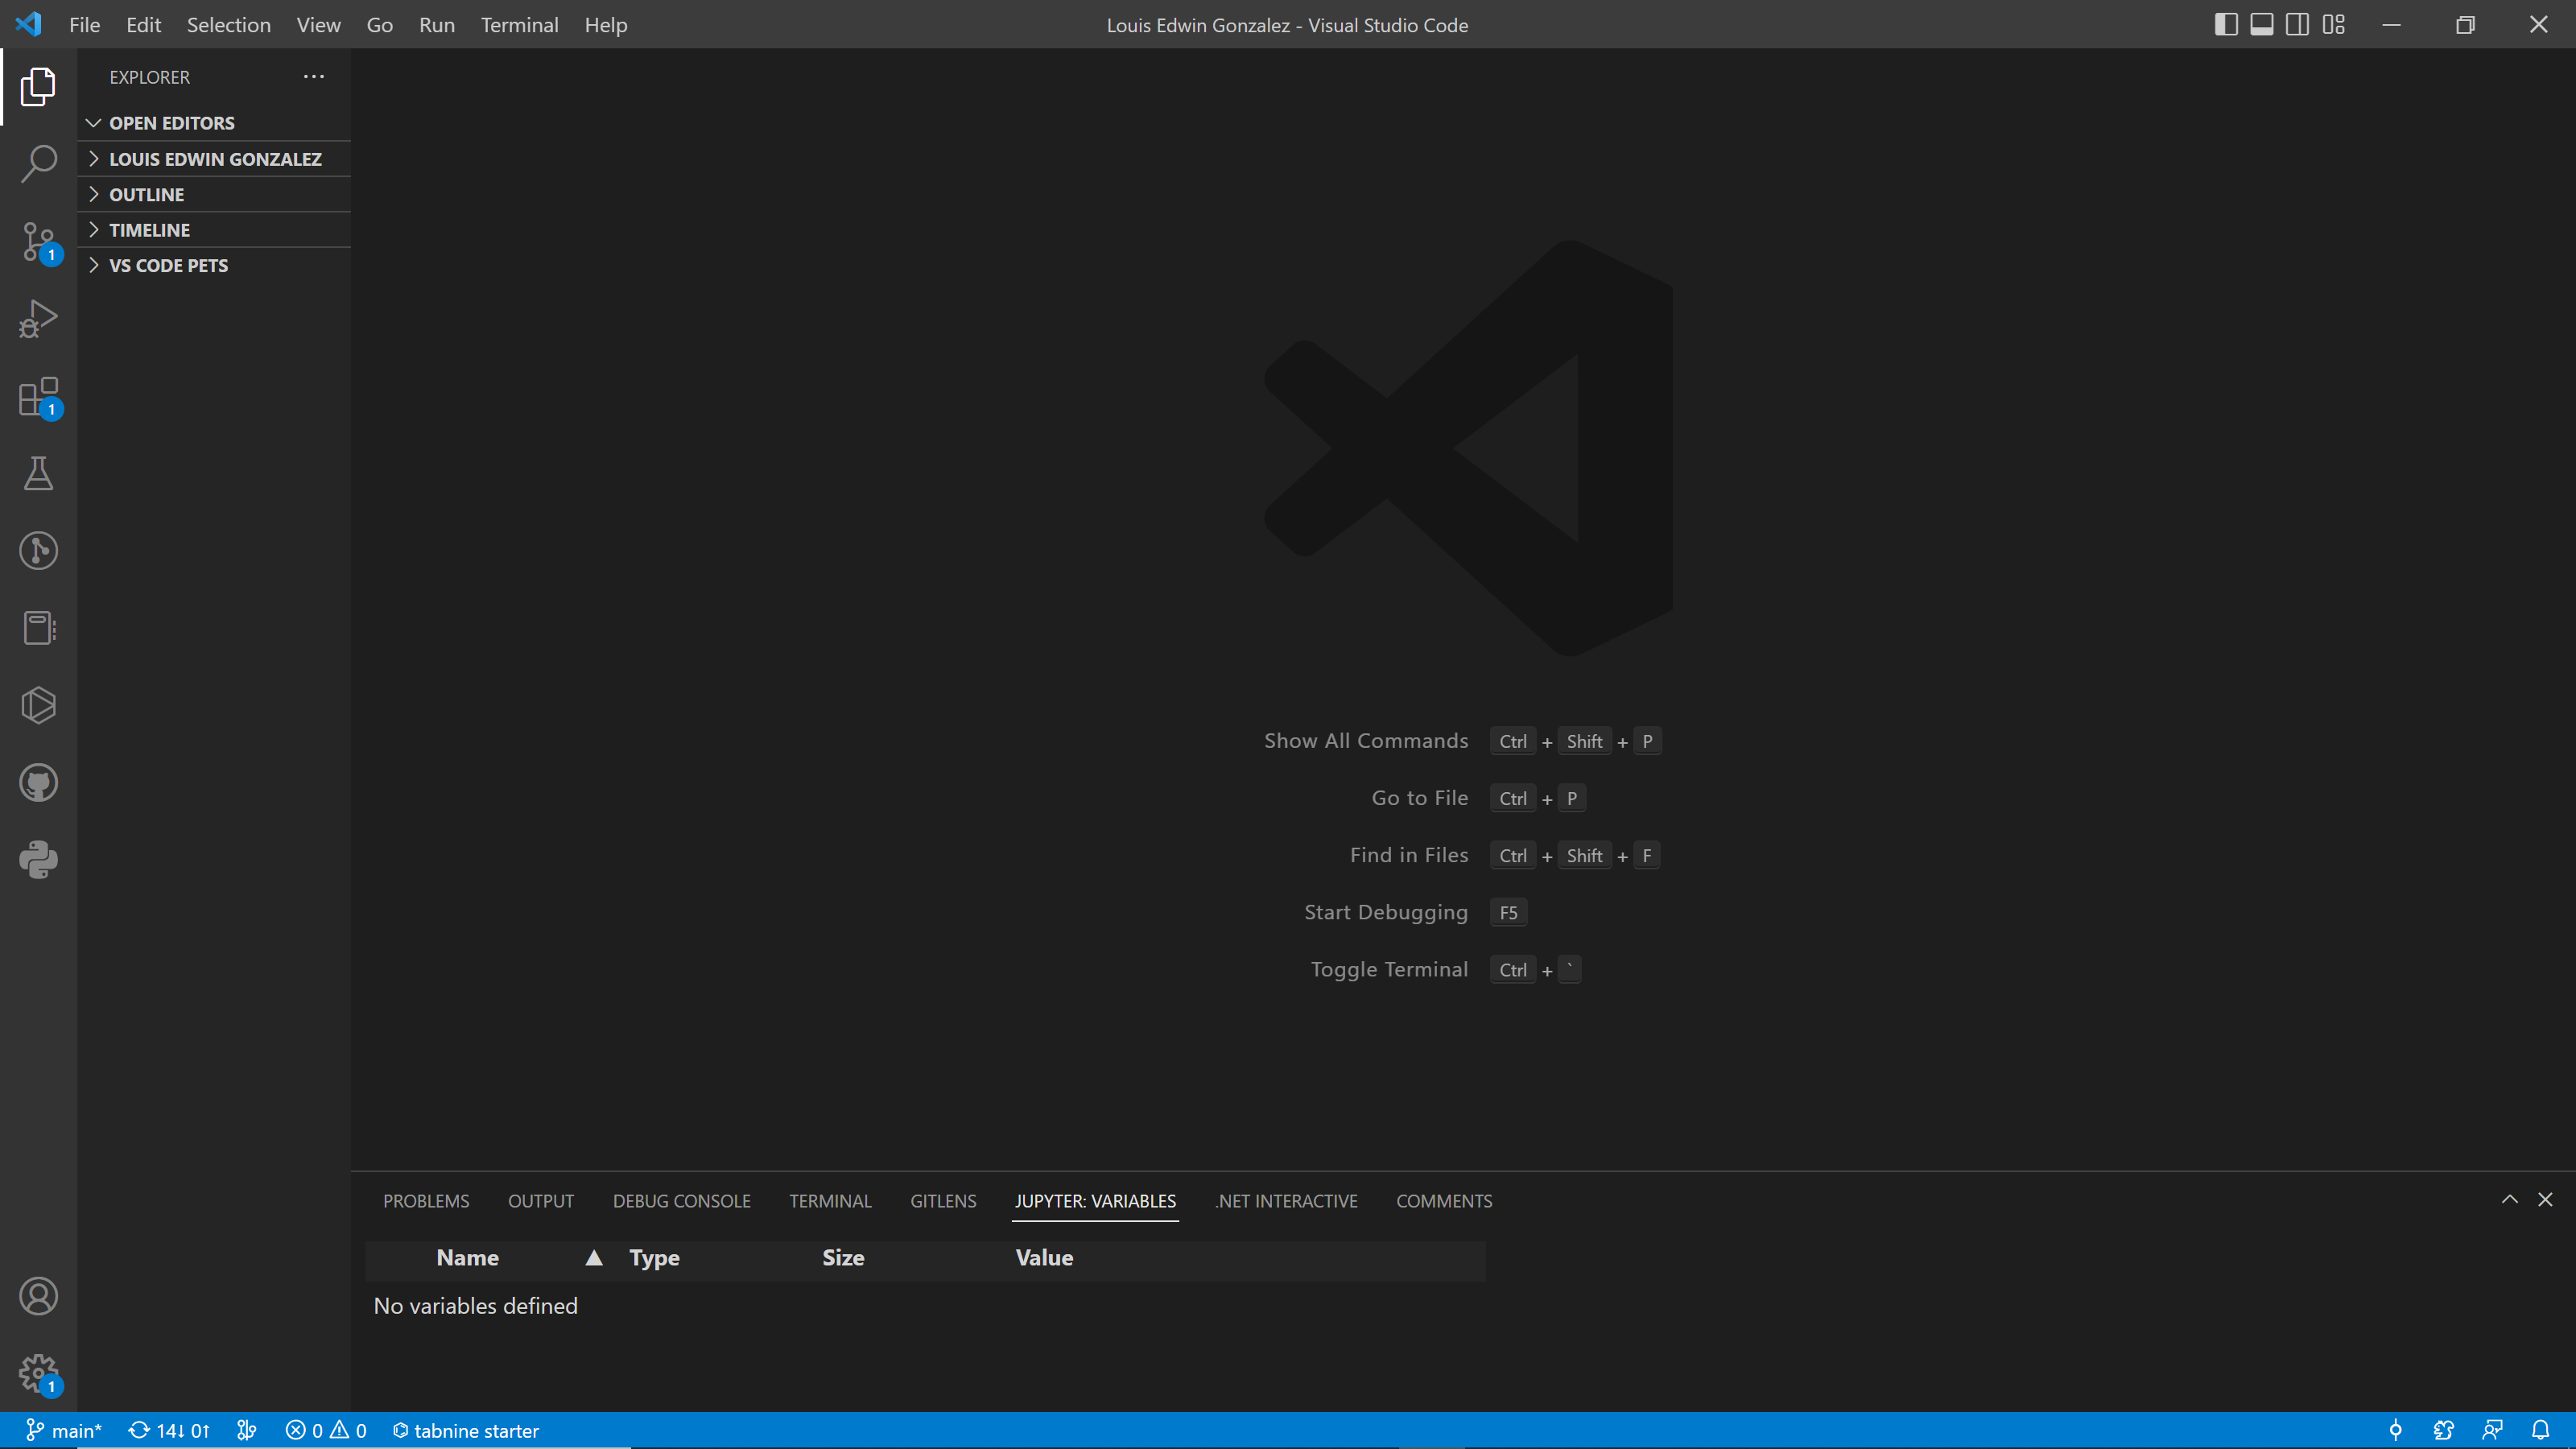 File Edit Selection View Go Run Terminal Help
Louis Edwin Gonzalez - Visual Studio Code
EXPLORER
OPEN EDITORS
LOUIS EDWIN GONZALEZ
OUTLINE
TIMELINE
VS CODE PETS
1
1
Show All Commands Ctrl + Shift + P
Go to File Ctrl + P
Find in Files Ctrl + Shift + F
Start Debugging F5
Toggle Terminal Ctrl + `
PROBLEMS OUTPUT DEBUG CONSOLE TERMINAL GITLENS JUPYTER: VARIABLES .NET INTERACTIVE COMMENTS
Name ▲ Type Size Value
No variables defined
1
main* 14↓ 0↑ 0 0 tabnine starter